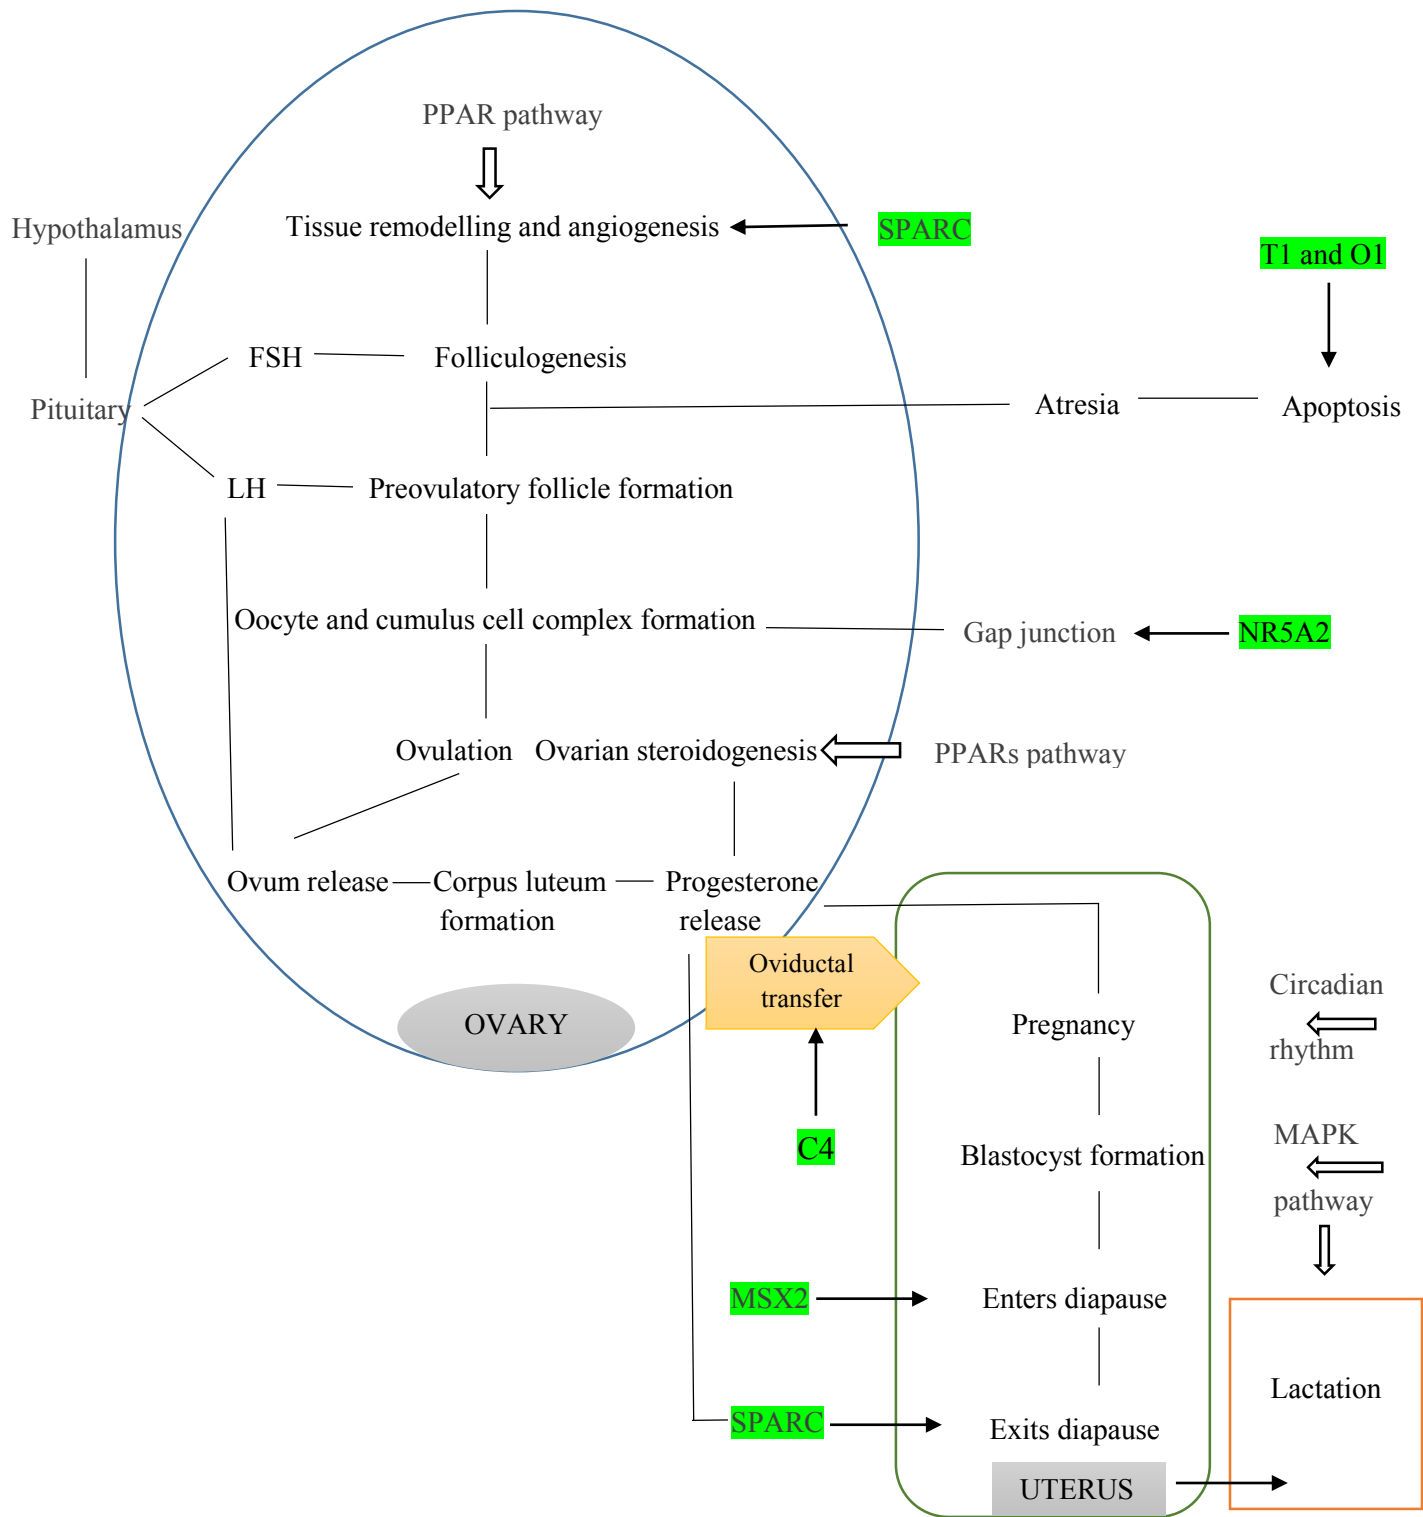 PPAR pathway
Hypothalamus
Tissue remodelling and angiogenesis
SPARC
T1 and O1
FSH
Folliculogenesis
Pituitary
Atresia
Apoptosis
LH
Preovulatory follicle formation
Oocyte and cumulus cell complex formation
Gap junction
NR5A2
Ovulation
Ovarian steroidogenesis
PPARs pathway
Ovum release
Corpus luteum
formation
Progesterone
release
Oviductal
transfer
OVARY
Circadian
rhythm
Pregnancy
C4
Blastocyst formation
MAPK
pathway
MSX2
Enters diapause
Lactation
SPARC
Exits diapause
UTERUS